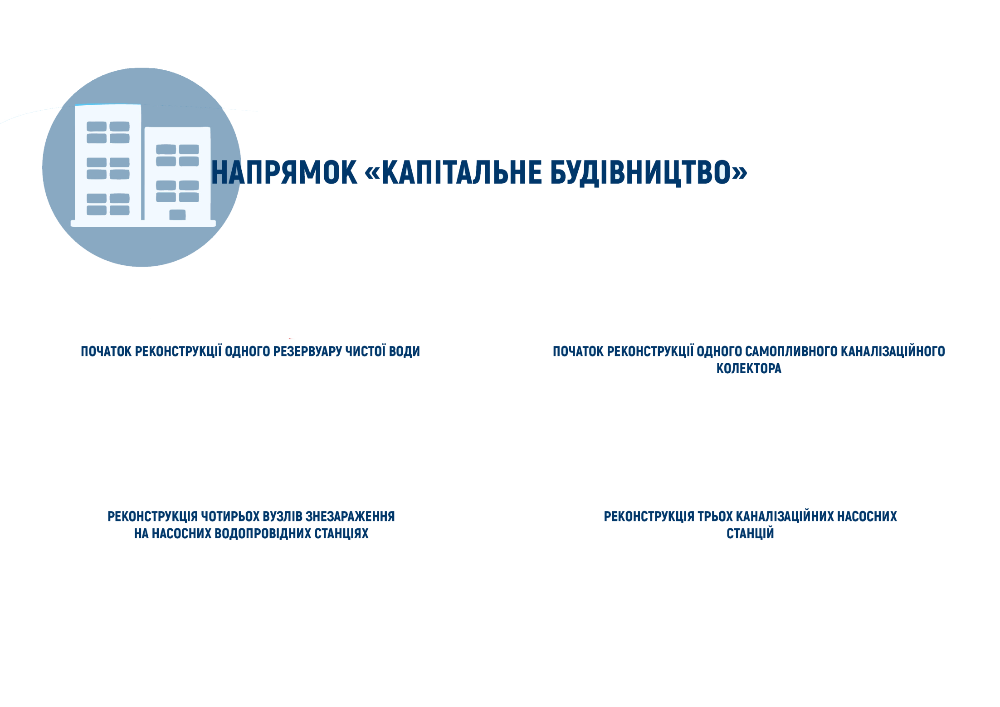 НАПРЯМОК «КАПІТАЛЬНЕ БУДІВНИЦТВО»
ПОЧАТОК РЕКОНСТРУКЦІЇ ОДНОГО РЕЗЕРВУАРУ ЧИСТОЇ ВОДИ
ПОЧАТОК РЕКОНСТРУКЦІЇ ОДНОГО САМОПЛИВНОГО КАНАЛІЗАЦІЙНОГО
КОЛЕКТОРА
РЕКОНСТРУКЦІЯ ЧОТИРЬОХ ВУЗЛІВ ЗНЕЗАРАЖЕННЯ
НА НАСОСНИХ ВОДОПРОВІДНИХ СТАНЦІЯХ
РЕКОНСТРУКЦІЯ ТРЬОХ КАНАЛІЗАЦІЙНИХ НАСОСНИХ
СТАНЦІЙ